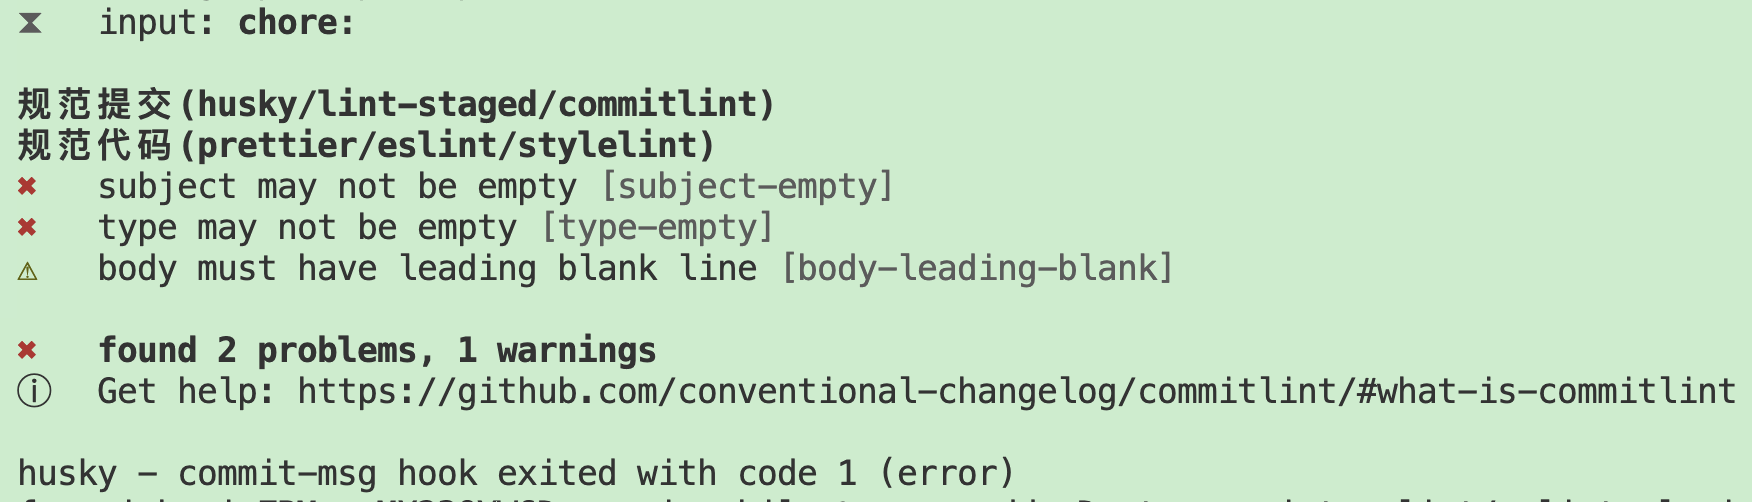 ⧗ input: chore:
规范提交(husky/lint-staged/commitlint)
规范代码(prettier/eslint/stylelint)
✖ subject may not be empty [subject-empty]
✖ type may not be empty [type-empty]
⚠ body must have leading blank line [body-leading-blank]
✖ found 2 problems, 1 warnings
ⓘ Get help: https://github.com/conventional-changelog/commitlint/#what-is-commitlint
husky - commit-msg hook exited with code 1 (error)